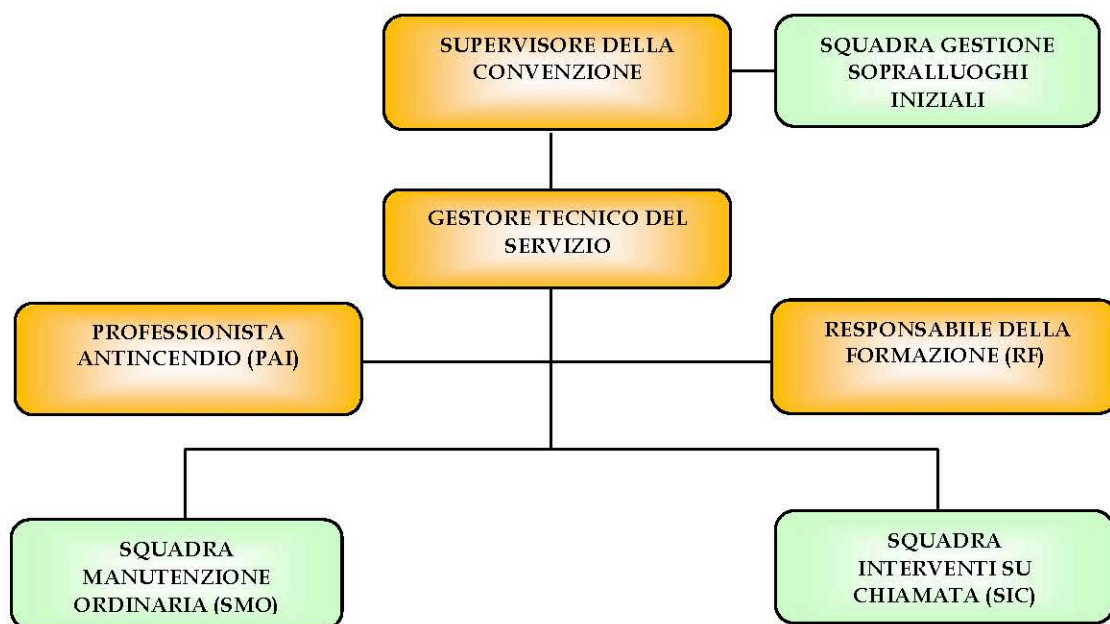 SUPERVISORE DELLA
CONVENZIONE
SQUADRA GESTIONE
SOPRALLUOGHI
INIZIALI
GESTORE TECNICO DEL
SERVIZIO
PROFESSIONISTA
ANTINCENDIO (PAI)
RESPONSABILE DELLA
FORMAZIONE (RF)
SQUADRA
MANUTENZIONE
ORDINARIA (SMO)
SQUADRA
INTERVENTI SU
CHIAMATA (SIC)